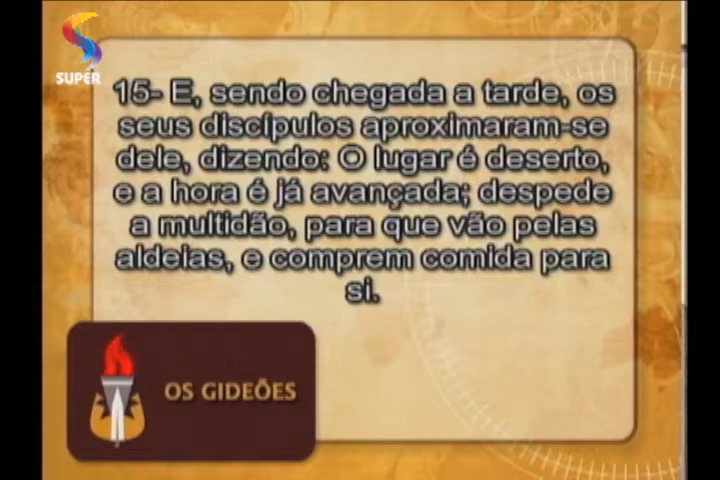 SUPER
15- E, sendo chegada a tarde, os
seus discípulos aproximaram-se
dele, dizendo: O lugar é deserto,
e a hora é já avançada; despede
a multidão, para que vão pelas
aldeias, e comprem comida para
si.
OS GIDEÕES